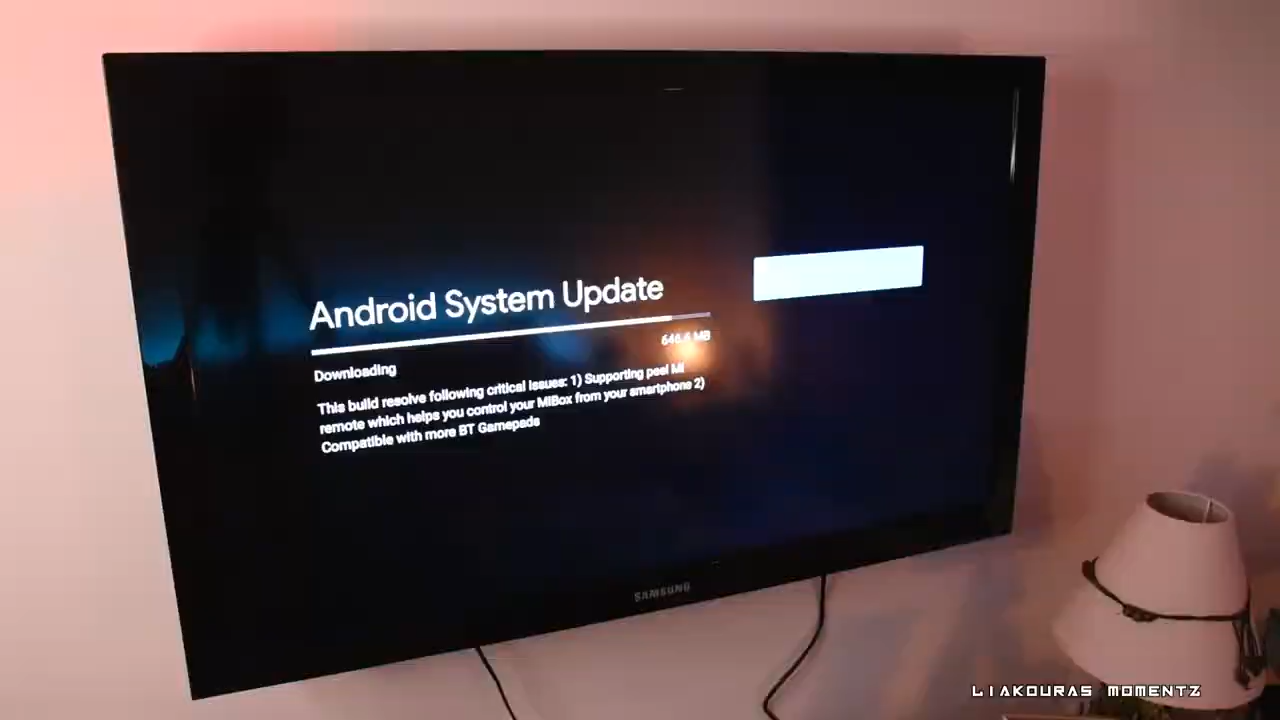 Android System Update
646.6 MB
Downloading
This build resolve following critical issues: 1) Supporting peel Mi
remote which helps you control your MiBox from your smartphone 2)
Compatible with more BT Gamepads
SAMSUNG
LIAKOURAS MOMENTZ